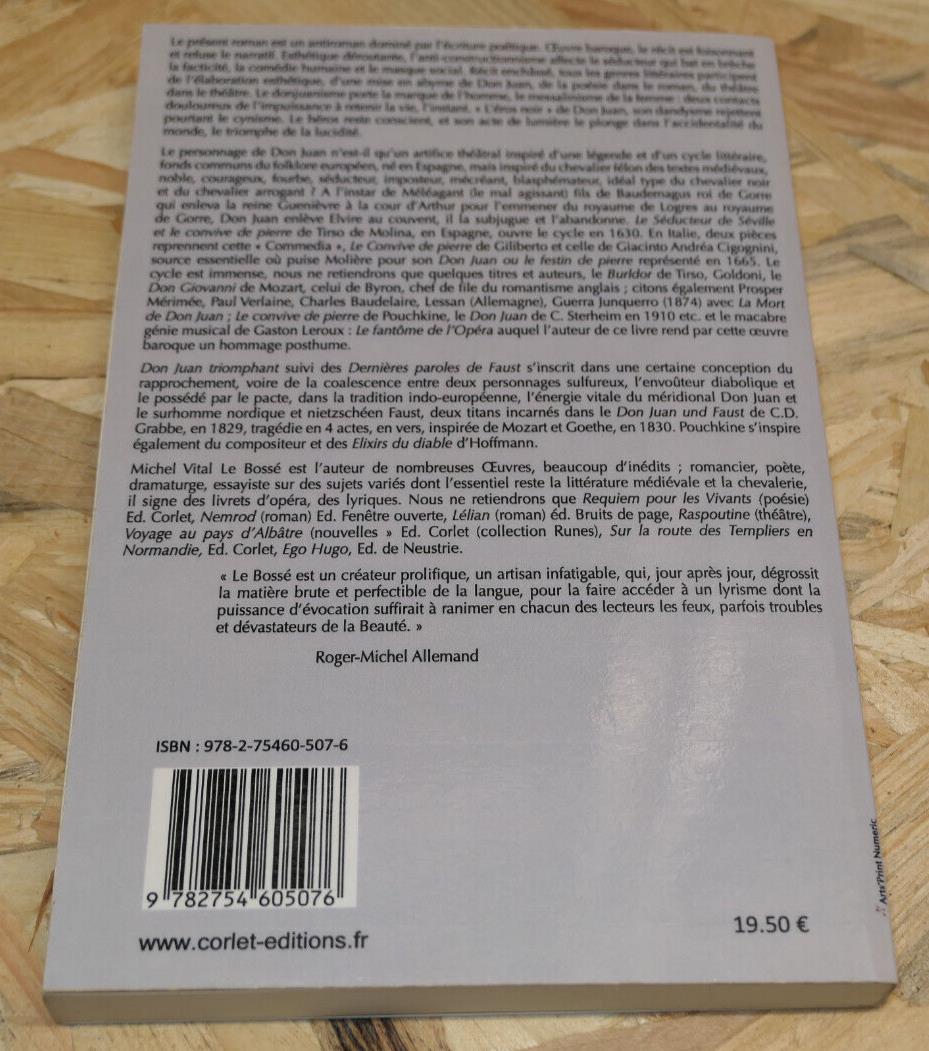 Le présent roman est un antiroman dominé par l'écriture poétique. Œuvre baroque, le récit est foisonnant
et refuse le narratif. Esthétique déroutante, l'anti-constructionnisme affecte le séducteur qui bat en brèche
la facticité, la comédie humaine et le masque social. Récit enchâssé, tous les genres littéraires participent
de l'élaboration esthétique, d'une mise en abyme de Don Juan, de la poésie dans le roman, du théâtre
dans le théâtre. Le donjuanisme porte la marque de l'homme, le messalinisme de la femme : deux contacts
douloureux de l'impuissance à retenir la vie, l'instant. « L'éros noir » de Don Juan, son dandysme rejettent
pourtant le cynisme. Le héros reste conscient, et son acte de lumière le plonge dans l'accidentalité du
monde, le triomphe de la lucidité.
Le personnage de Don Juan n'est-il qu'un artifice théâtral inspiré d'une légende et d'un cycle littéraire,
fonds communs du folklore européen, né en Espagne, mais inspiré du chevalier félon des textes médiévaux,
noble, courageux, fourbe, séducteur, imposteur, mécréant, blasphémateur, idéal type du chevalier noir
et du chevalier arrogant ? A l'instar de Méléagant (le mal agissant) fils de Baudemagus roi de Gorre
qui enleva la reine Guenièvre à la cour d'Arthur pour l'emmener du royaume de Logres au royaume
de Gorre, Don Juan enlève Elvire au couvent, il la subjugue et l'abandonne. Le Séducteur de Séville
et le convive de pierre de Tirso de Molina, en Espagne, ouvre le cycle en 1630. En Italie, deux pièces
reprennent cette « Commedia », Le Convive de pierre de Giliberto et celle de Giacinto Andréa Cigognini,
source essentielle où puise Molière pour son Don Juan ou le festin de pierre représenté en 1665. Le
cycle est immense, nous ne retiendrons que quelques titres et auteurs, le Burldor de Tirso, Goldoni, le
Don Giovanni de Mozart, celui de Byron, chef de file du romantisme anglais ; citons également Prosper
Mérimée, Paul Verlaine, Charles Baudelaire, Lessan (Allemagne), Guerra Junquerro (1874) avec La Mort
de Don Juan ; Le convive de pierre de Pouchkine, le Don Juan de C. Sterheim en 1910 etc. et le macabre
génie musical de Gaston Leroux : Le fantôme de l'Opéra auquel l'auteur de ce livre rend par cette œuvre
baroque un hommage posthume.
Don Juan triomphant suivi des Dernières paroles de Faust s'inscrit dans une certaine conception du
rapprochement, voire de la coalescence entre deux personnages sulfureux, l'envoûteur diabolique et
le possédé par le pacte, dans la tradition indo-européenne, l'énergie vitale du méridional Don Juan et
le surhomme nordique et nietzschéen Faust, deux titans incarnés dans le Don Juan und Faust de C.D.
Grabbe, en 1829, tragédie en 4 actes, en vers, inspirée de Mozart et Goethe, en 1830. Pouchkine s'inspire
également du compositeur et des Elixirs du diable d'Hoffmann.
Michel Vital Le Bossé est l'auteur de nombreuses Œuvres, beaucoup d'inédits ; romancier, poète,
dramaturge, essayiste sur des sujets variés dont l'essentiel reste la littérature médiévale et la chevalerie,
il signe des livrets d'opéra, des lyriques. Nous ne retiendrons que Requiem pour les Vivants (poésie)
Ed. Corlet, Nemrod (roman) Ed. Fenêtre ouverte, Lélian (roman) éd. Bruits de page, Raspoutine (théâtre),
Voyage au pays d'Albâtre (nouvelles » Ed. Corlet (collection Runes), Sur la route des Templiers en
Normandie, Ed. Corlet, Ego Hugo, Ed. de Neustrie.
« Le Bossé est un créateur prolifique, un artisan infatigable, qui, jour après jour, dégrossit
la matière brute et perfectible de la langue, pour la faire accéder à un lyrisme dont la
puissance d'évocation suffirait à ranimer en chacun des lecteurs les feux, parfois troubles
et dévastateurs de la Beauté. »
Roger-Michel Allemand
ISBN : 978-2-75460-507-6
9 782754 605076
www.corlet-editions.fr
19.50 €
Arts'Print Numeric